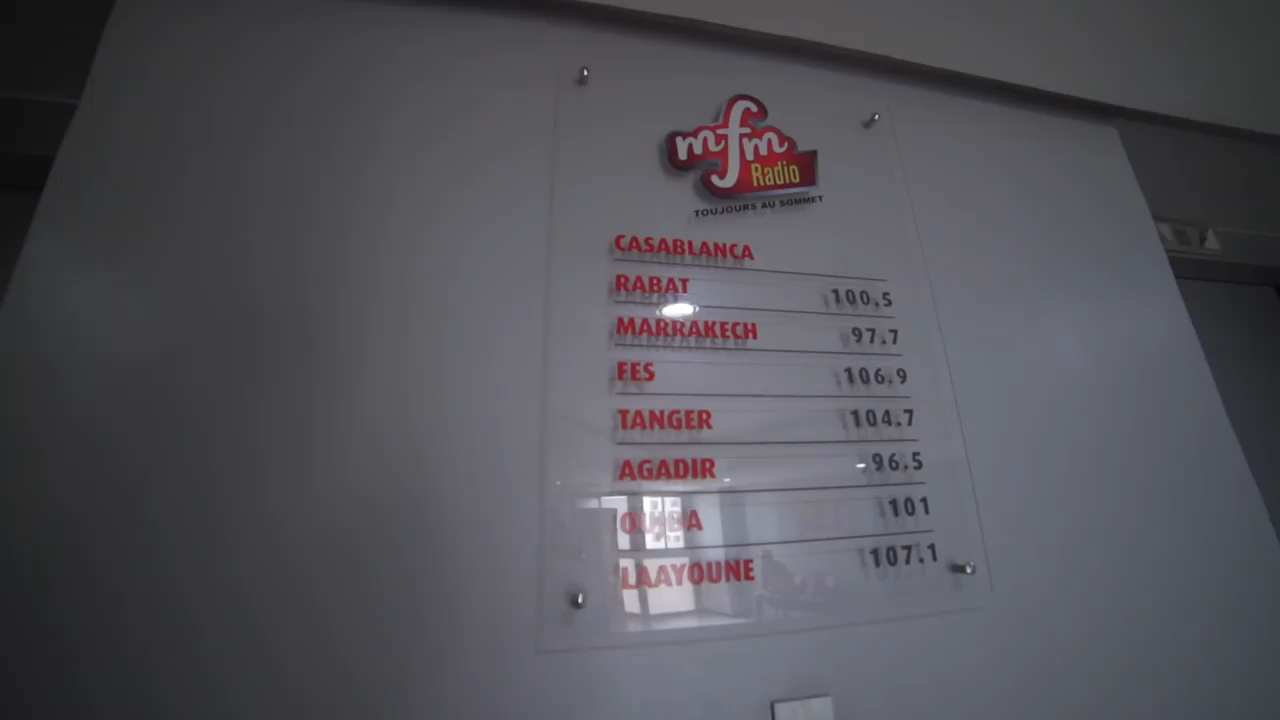 mfm
Radio
TOUJOURS AU SOMMET
CASABLANCA
RABAT 100.5
MARRAKECH 97.7
FES 106.9
TANGER 104.7
AGADIR 96.5
OUJDA 101
LAAYOUNE 107.1